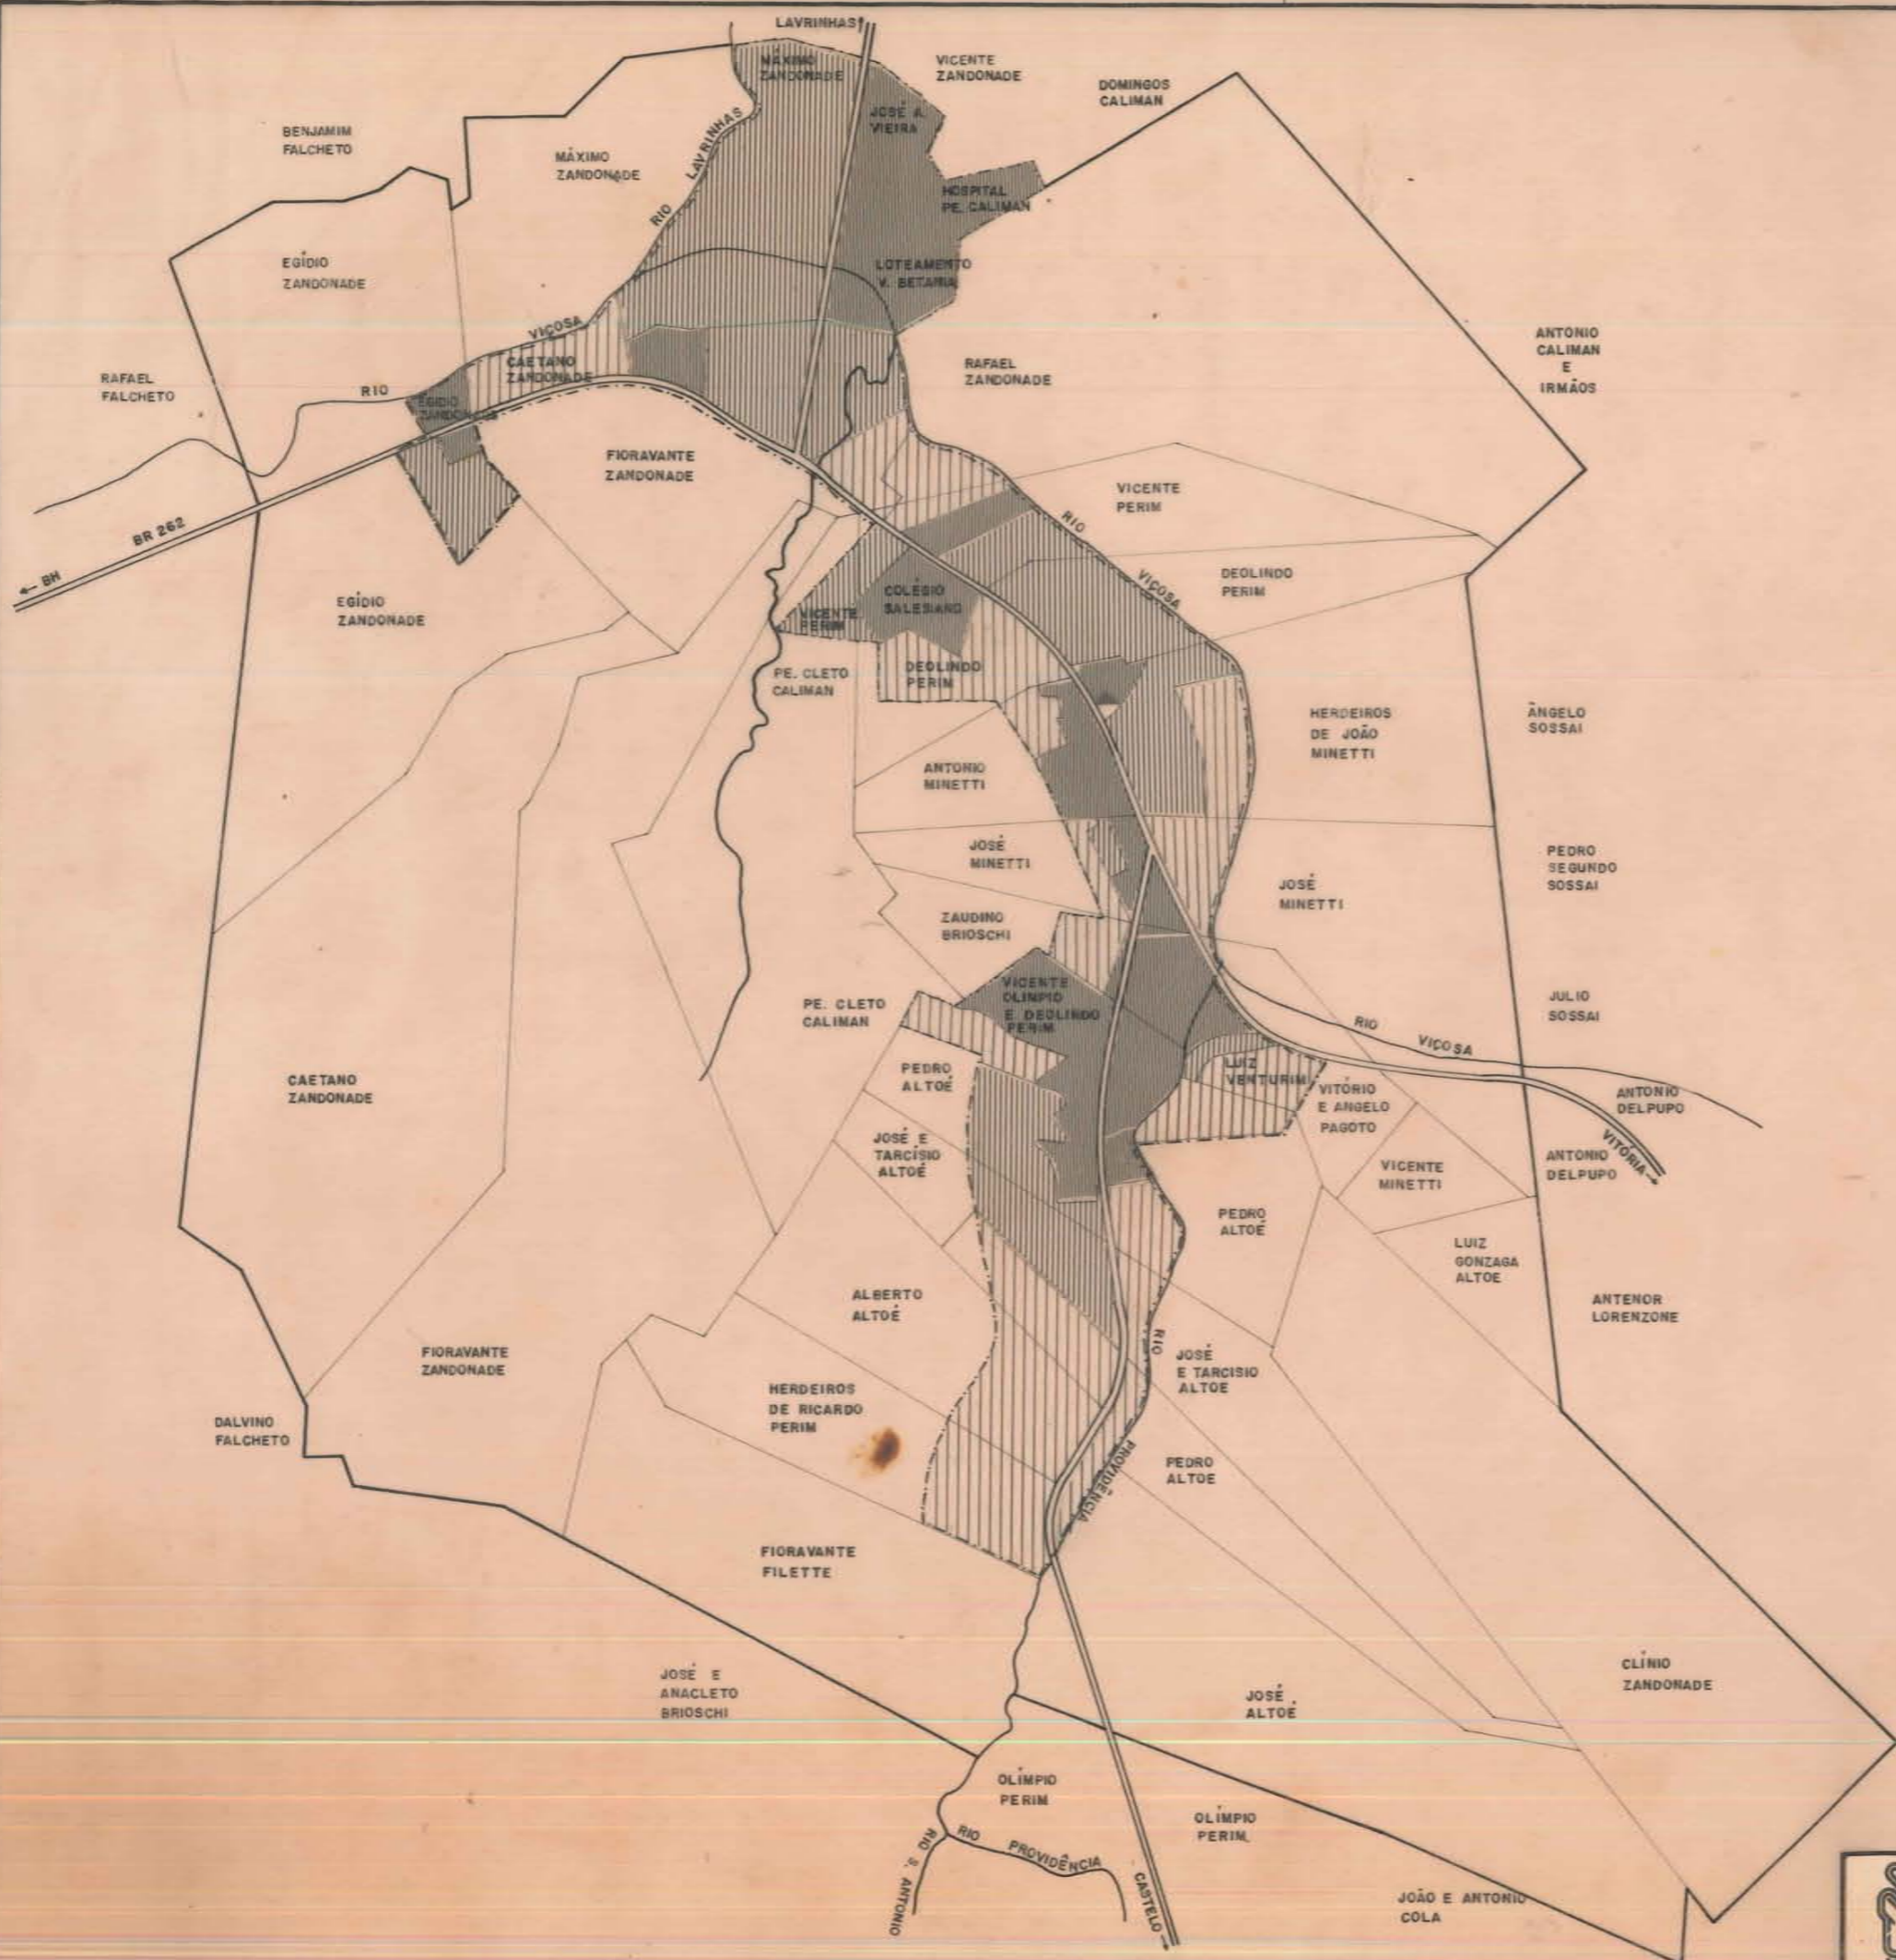 LAVRINHAS
MÁXIMO
ZANDONADE
VICENTE
ZANDONADE
DOMINGOS
CALIMAN
JOSÉ A.
VIEIRA
BENJAMIM
FALCHETO
MÁXIMO
ZANDONADE
RIO LAVRINHAS
HOSPITAL
PE. CALIMAN
EGÍDIO
ZANDONADE
LOTEAMENTO
V. BETANIA
VIÇOSA
CAETANO
ZANDONADE
RAFAEL
ZANDONADE
ANTONIO
CALIMAN
E
IRMÃOS
RAFAEL
FALCHETO
RIO
EGIDIO
ZANDONADE
FIORAVANTE
ZANDONADE
VICENTE
PERIM
RIO
VIÇOSA
BR 262
← BH
DEOLINDO
PERIM
COLÉGIO
SALESIANO
VICENTE
PERIM
EGÍDIO
ZANDONADE
PE. CLETO
CALIMAN
DEOLINDO
PERIM
HERDEIROS
DE JOÃO
MINETTI
ÂNGELO
SOSSAI
ANTONIO
MINETTI
JOSÉ
MINETTI
PEDRO
SEGUNDO
SOSSAI
JOSÉ
MINETTI
ZAUDINO
BRIOSCHI
VICENTE
OLIMPIO
E DEOLINDO
PERIM
PE. CLETO
CALIMAN
JULIO
SOSSAI
RIO VIÇOSA
PEDRO
ALTOÉ
LUIZ
VENTURIM
CAETANO
ZANDONADE
VITÓRIO
E ANGELO
PAGOTO
ANTONIO
DELPUPO
VITÓRIA→
JOSÉ E
TARCÍSIO
ALTOÉ
VICENTE
MINETTI
ANTONIO
DELPUPO
PEDRO
ALTOÉ
LUIZ
GONZAGA
ALTOE
ALBERTO
ALTOÉ
ANTENOR
LORENZONE
FIORAVANTE
ZANDONADE
RIO
PROVIDÊNCIA
JOSÉ
E TARCISIO
ALTOE
HERDEIROS
DE RICARDO
PERIM
DALVINO
FALCHETO
PEDRO
ALTOE
FIORAVANTE
FILETTE
CLÍNIO
ZANDONADE
JOSÉ E
ANACLETO
BRIOSCHI
JOSÉ
ALTOÉ
OLÍMPIO
PERIM
OLÍMPIO
PERIM
RIO PROVIDÊNCIA
RIO S. ANTONIO
CASTELO→
JOÃO E ANTONIO
COLA